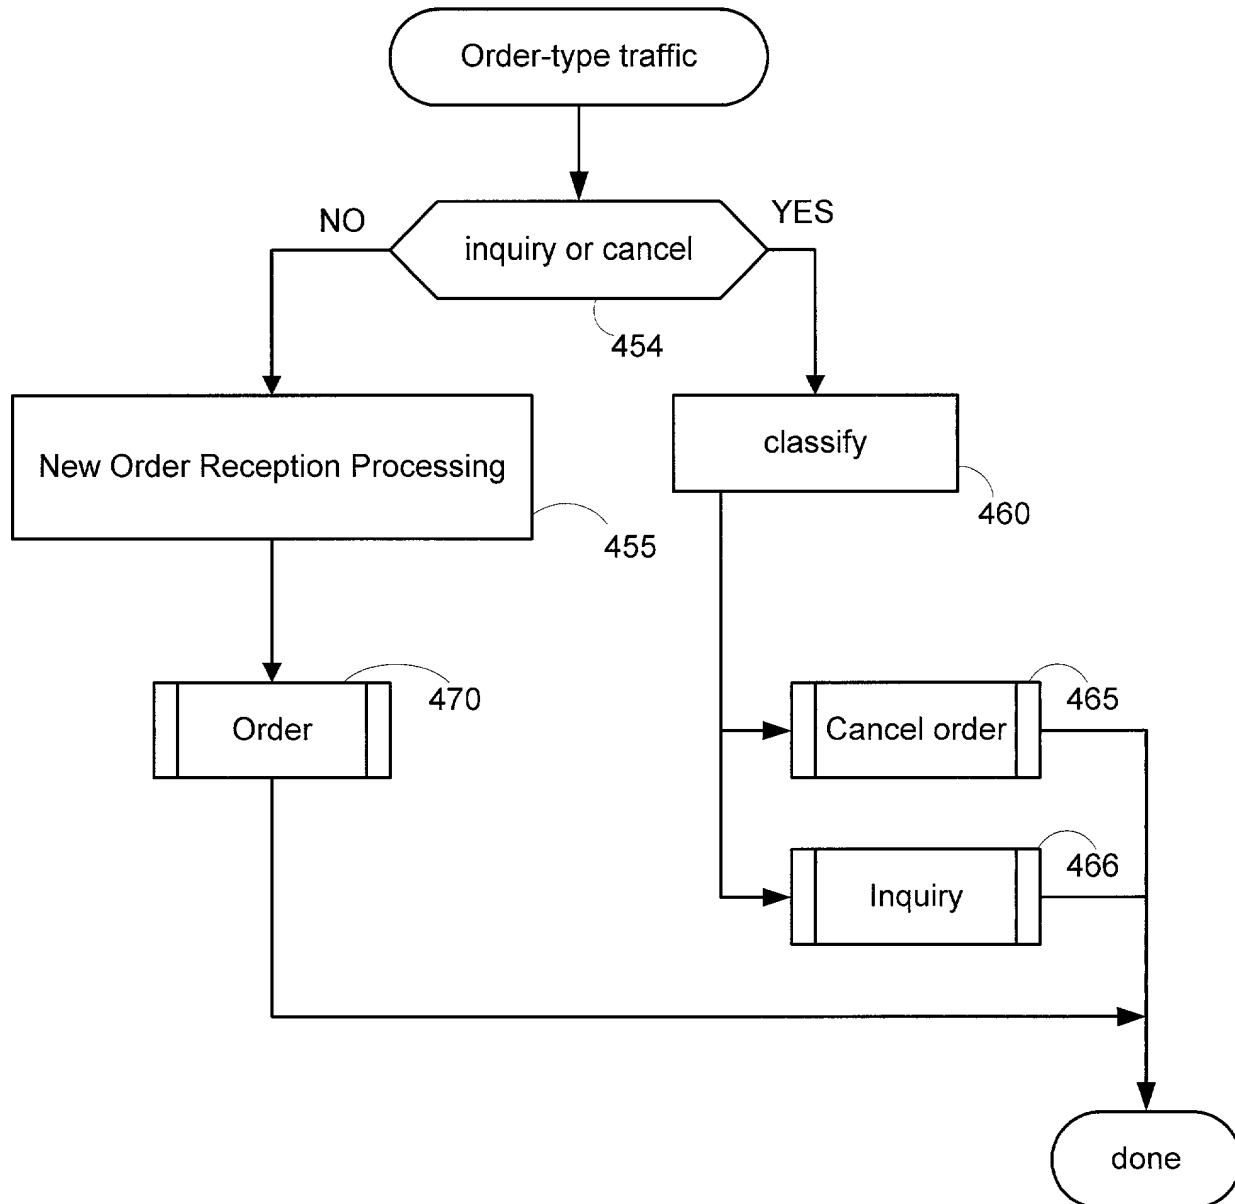 Order-type traffic
NO
YES
inquiry or cancel
454
New Order Reception Processing
classify
455
460
Order
470
Cancel order
465
Inquiry
466
done